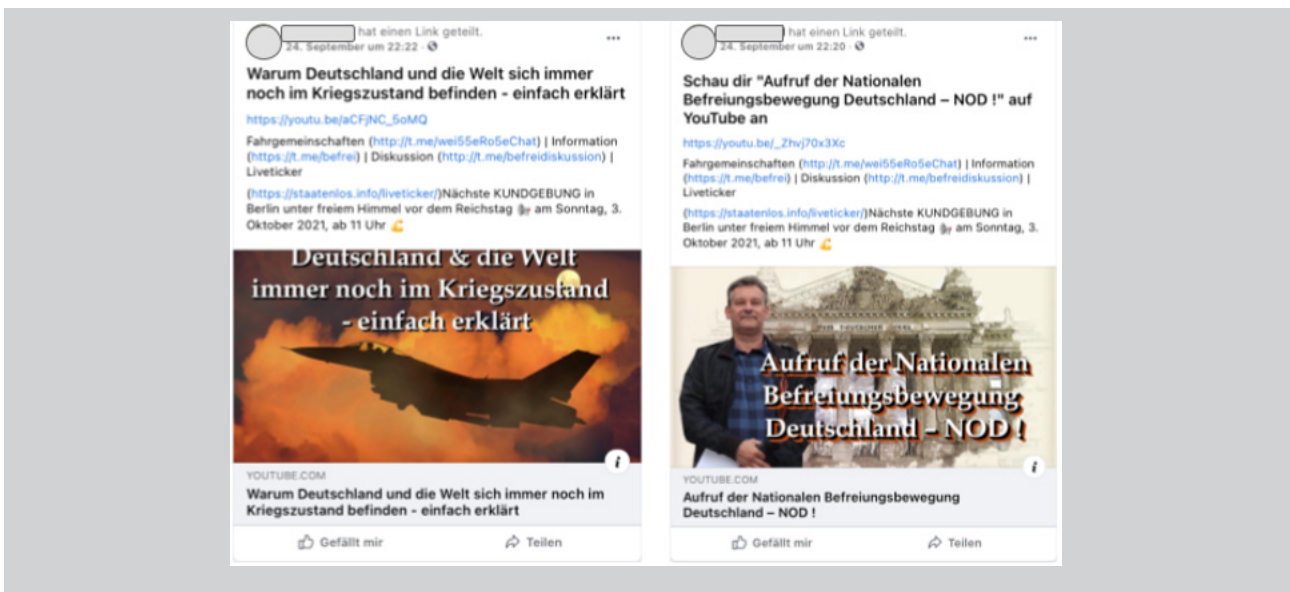 hat einen Link geteilt.
24. September um 22:22
Warum Deutschland und die Welt sich immer
noch im Kriegszustand befinden - einfach erklärt
https://youtu.be/aCFjNC_5oMQ
Fahrgemeinschaften (http://t.me/wei55eRo5eChat) | Information
(https://t.me/befrei) | Diskussion (http://t.me/befreidiskussion) |
Liveticker
(https://staatenlos.info/liveticker/)Nächste KUNDGEBUNG in
Berlin unter freiem Himmel vor dem Reichstag am Sonntag, 3.
Oktober 2021, ab 11 Uhr 💪
Deutschland & die Welt
immer noch im Kriegszustand
- einfach erklärt
YOUTUBE.COM
Warum Deutschland und die Welt sich immer noch im
Kriegszustand befinden - einfach erklärt
Gefällt mir
Teilen
hat einen Link geteilt.
24. September um 22:20
Schau dir "Aufruf der Nationalen
Befreiungsbewegung Deutschland – NOD !" auf
YouTube an
https://youtu.be/_Zhvj70x3Xc
Fahrgemeinschaften (http://t.me/wei55eRo5eChat) | Information
(https://t.me/befrei) | Diskussion (http://t.me/befreidiskussion) |
Liveticker
(https://staatenlos.info/liveticker/)Nächste KUNDGEBUNG in
Berlin unter freiem Himmel vor dem Reichstag am Sonntag, 3.
Oktober 2021, ab 11 Uhr 💪
Aufruf der Nationalen
Befreiungsbewegung
Deutschland – NOD !
YOUTUBE.COM
Aufruf der Nationalen Befreiungsbewegung
Deutschland – NOD !
Gefällt mir
Teilen